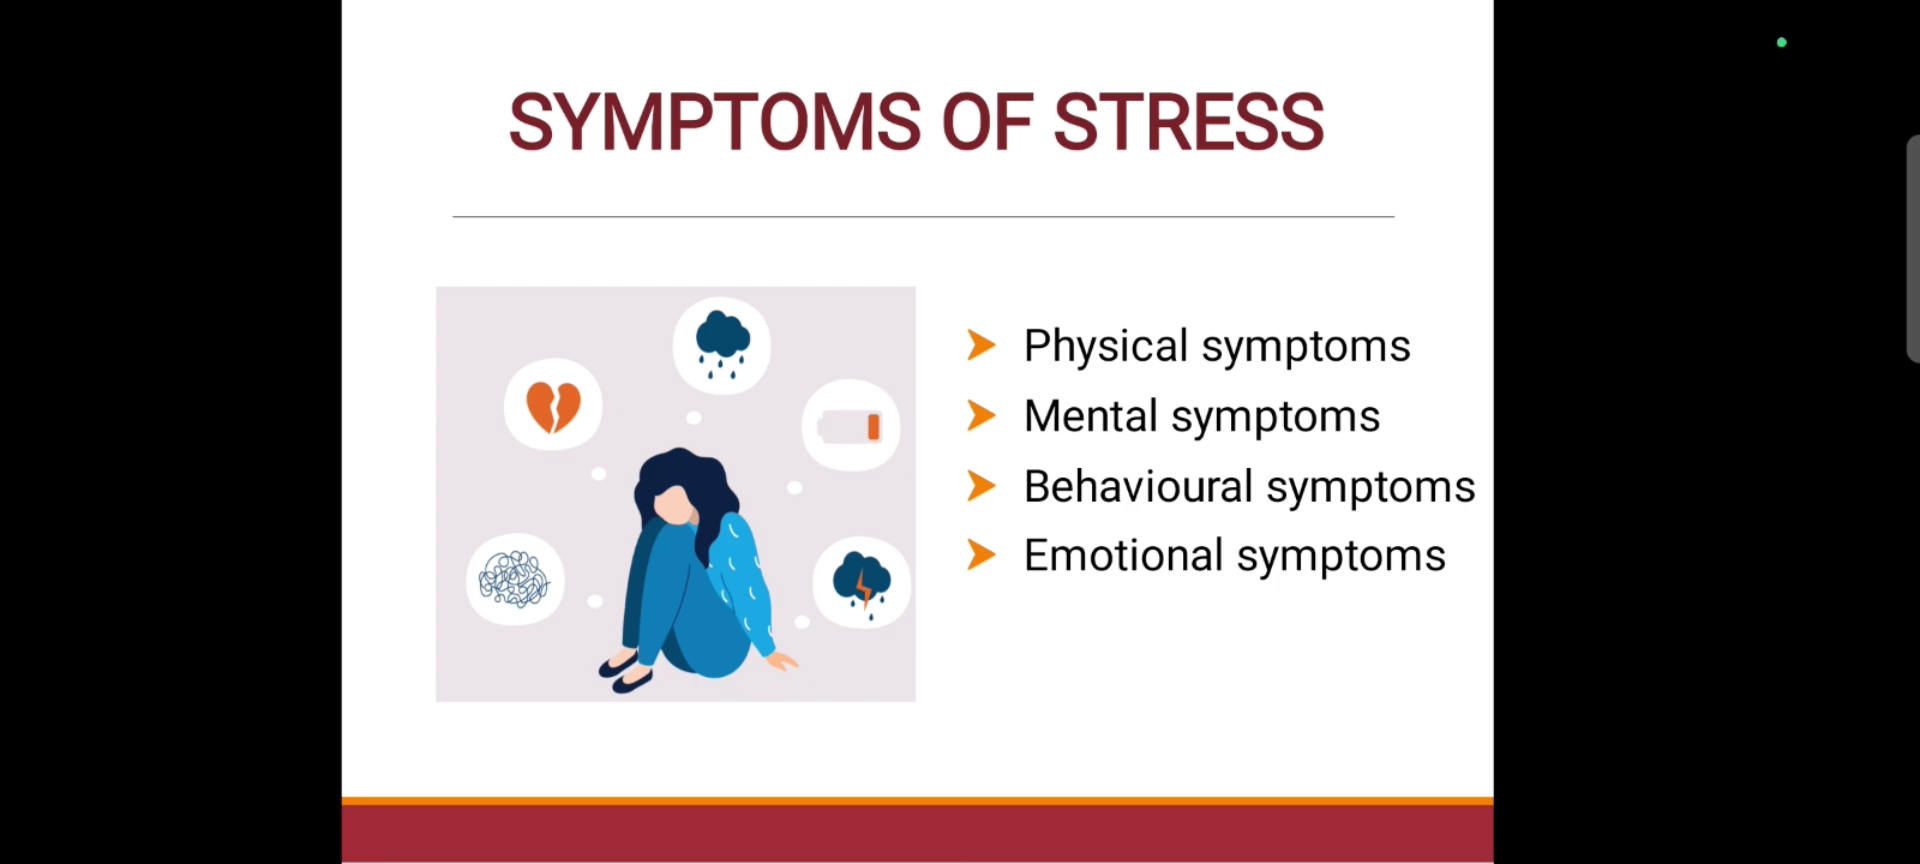 SYMPTOMS OF STRESS
Physical symptoms
Mental symptoms
Behavioural symptoms
Emotional symptoms